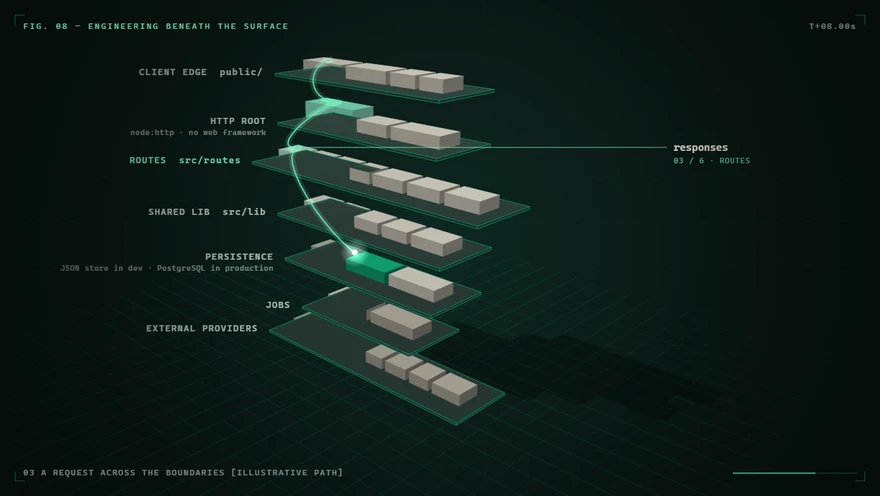 FIG. 08 — ENGINEERING BENEATH THE SURFACE
T+08.00s
CLIENT EDGE public/
HTTP ROOT
node:http · no web framework
responses
ROUTES src/routes
03 / 6 · ROUTES
SHARED LIB src/lib
PERSISTENCE
JSON store in dev · PostgreSQL in production
JOBS
EXTERNAL PROVIDERS
03 A REQUEST ACROSS THE BOUNDARIES [ILLUSTRATIVE PATH]